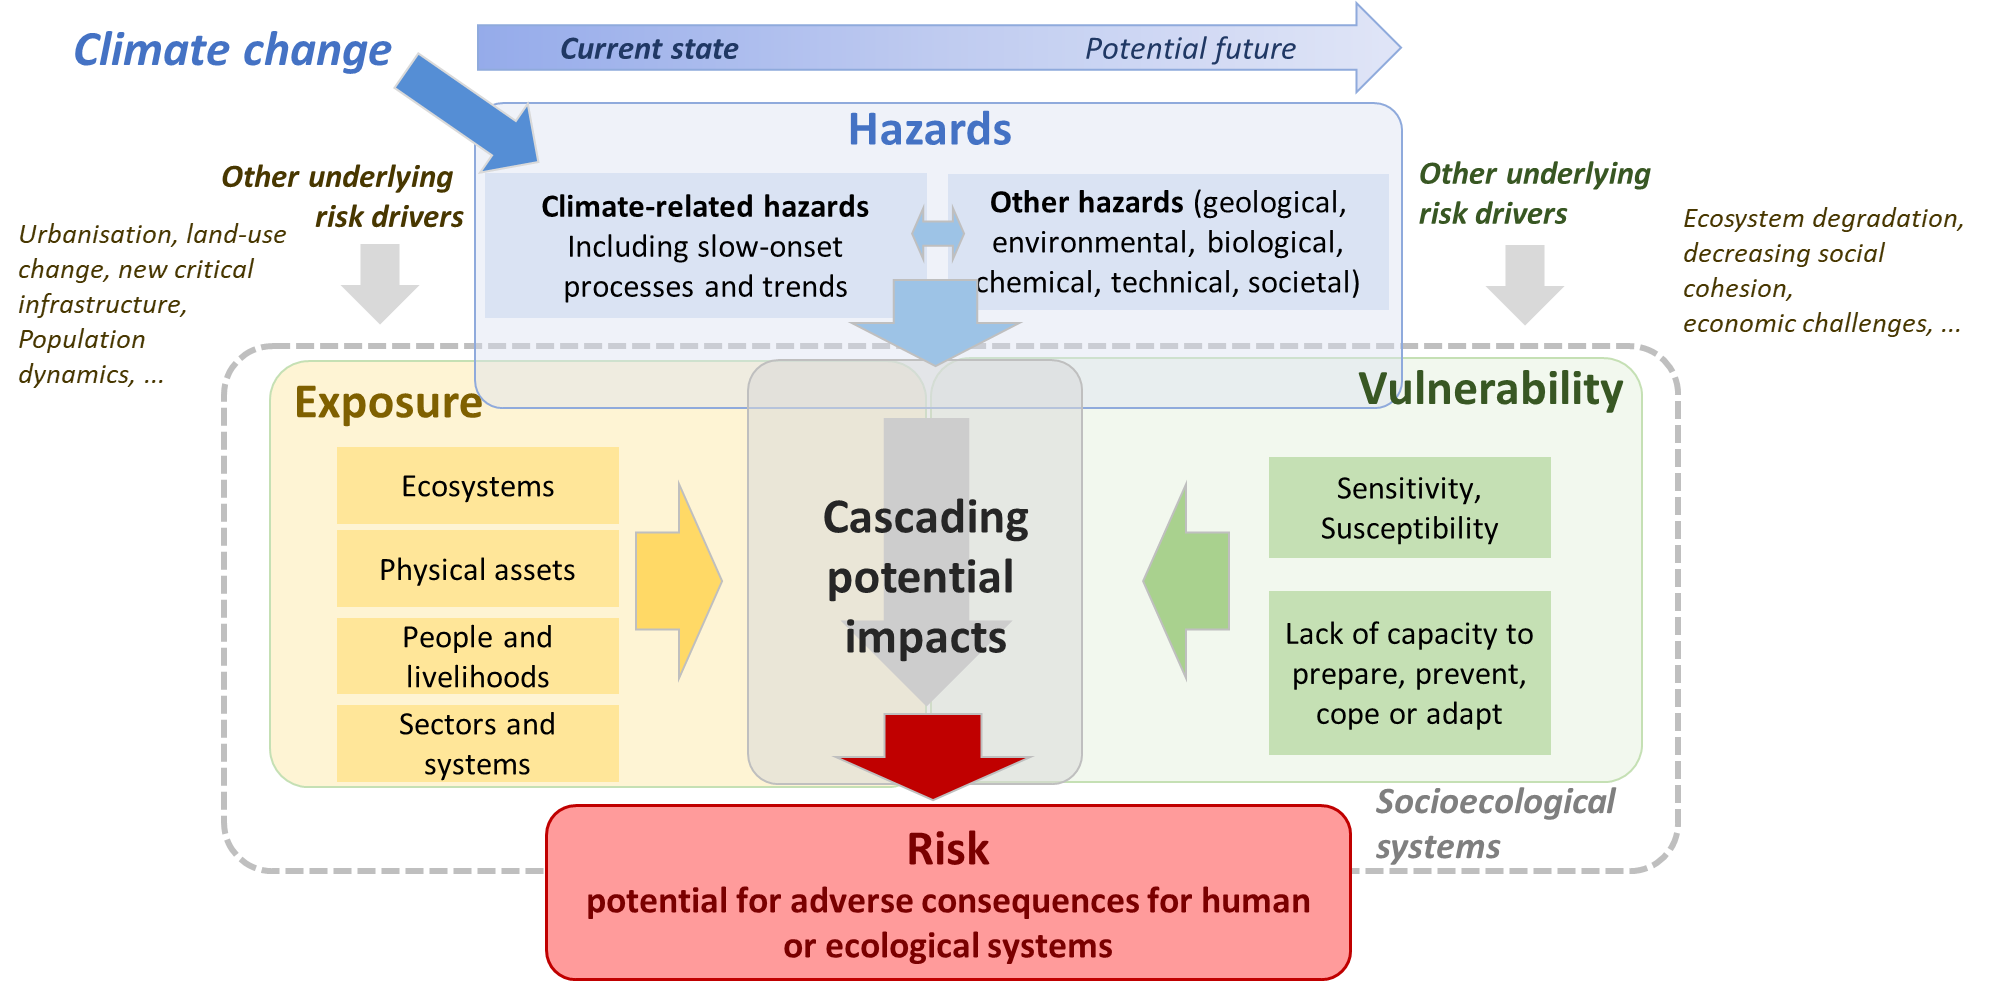 Climate change
Current state
Potential future
Hazards
Other underlying
risk drivers
Urbanisation, land-use
change, new critical
infrastructure,
Population
dynamics, ...
Climate-related hazards
Including slow-onset
processes and trends
Other hazards (geological,
environmental, biological,
chemical, technical, societal)
Other underlying
risk drivers
Ecosystem degradation,
decreasing social
cohesion,
economic challenges, ...
Exposure
Ecosystems
Physical assets
People and
livelihoods
Sectors and
systems
Cascading
potential
impacts
Vulnerability
Sensitivity,
Susceptibility
Lack of capacity to
prepare, prevent,
cope or adapt
Socioecological
systems
Risk
potential for adverse consequences for human
or ecological systems